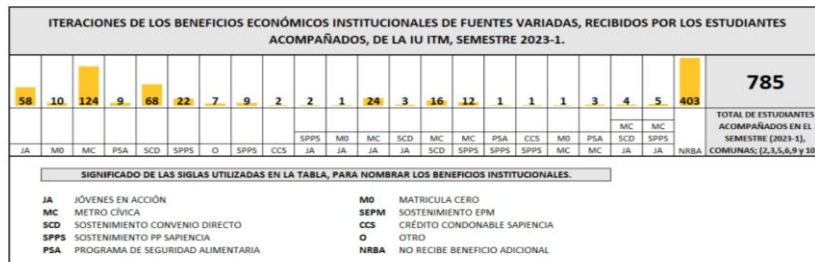 ITERACIONES DE LOS BENEFICIOS ECONÓMICOS INSTITUCIONALES DE FUENTES VARIADAS, RECIBIDOS POR LOS ESTUDIANTES
ACOMPAÑADOS, DE LA IU ITM, SEMESTRE 2023-1.
58 10 124 9 68 22 7 9 2 2 1 24 3 16 12 1 1 1 3 4 5 403
785
TOTAL DE ESTUDIANTES
ACOMPAÑADOS EN EL
SEMESTRE (2023-1),
COMUNAS; (2,3,5,6,9 y 10
MC MC
SPPS M0 MC SCD MC MC PSA CCS M0 PSA SCD SPPS
JA M0 MC PSA SCD SPPS O SPPS CCS JA JA JA JA SCD SPPS SPPS SPPS MC MC JA JA NRBA
SIGNIFICADO DE LAS SIGLAS UTILIZADAS EN LA TABLA, PARA NOMBRAR LOS BENEFICIOS INSTITUCIONALES.
JA JÓVENES EN ACCIÓN
MC METRO CÍVICA
SCD SOSTENIMIENTO CONVENIO DIRECTO
SPPS SOSTENIMIENTO PP SAPIENCIA
PSA PROGRAMA DE SEGURIDAD ALIMENTARIA
M0 MATRICULA CERO
SEPM SOSTENIMIENTO EPM
CCS CRÉDITO CONDONABLE SAPIENCIA
O OTRO
NRBA NO RECIBE BENEFICIO ADICIONAL